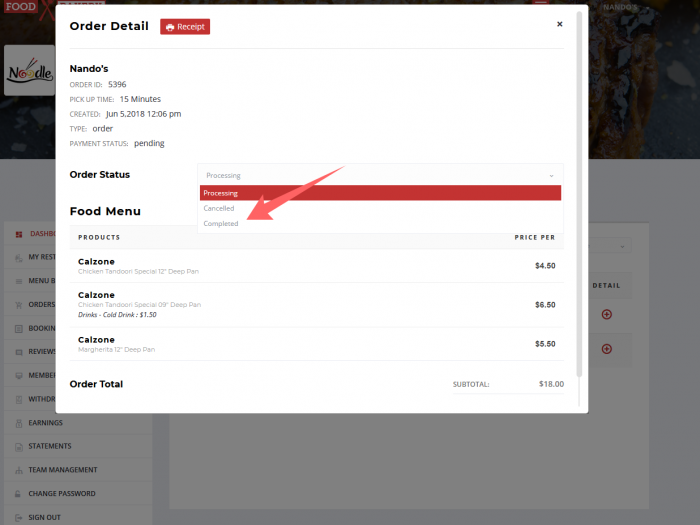 FOOD
NANDO'S
Noodle
Order Detail
Receipt
×
Nando's
ORDER ID: 5396
PICK UP TIME: 15 Minutes
CREATED: Jun 5,2018 12:06 pm
TYPE: order
PAYMENT STATUS: pending
Order Status
Processing
Processing
Cancelled
Completed
Food Menu
PRODUCTS PRICE PER
Calzone
Chicken Tandoori Special 12" Deep Pan
$4.50
Calzone
Chicken Tandoori Special 09" Deep Pan
Drinks - Cold Drink : $1.50
$6.50
Calzone
Margherita 12" Deep Pan
$5.50
Order Total
SUBTOTAL: $18.00
DASHB
MY REST
MENU B
ORDERS
BOOKIN
REVIEWS
MEMBER
WITHDR
EARNINGS
STATEMENTS
TEAM MANAGEMENT
CHANGE PASSWORD
SIGN OUT
DETAIL